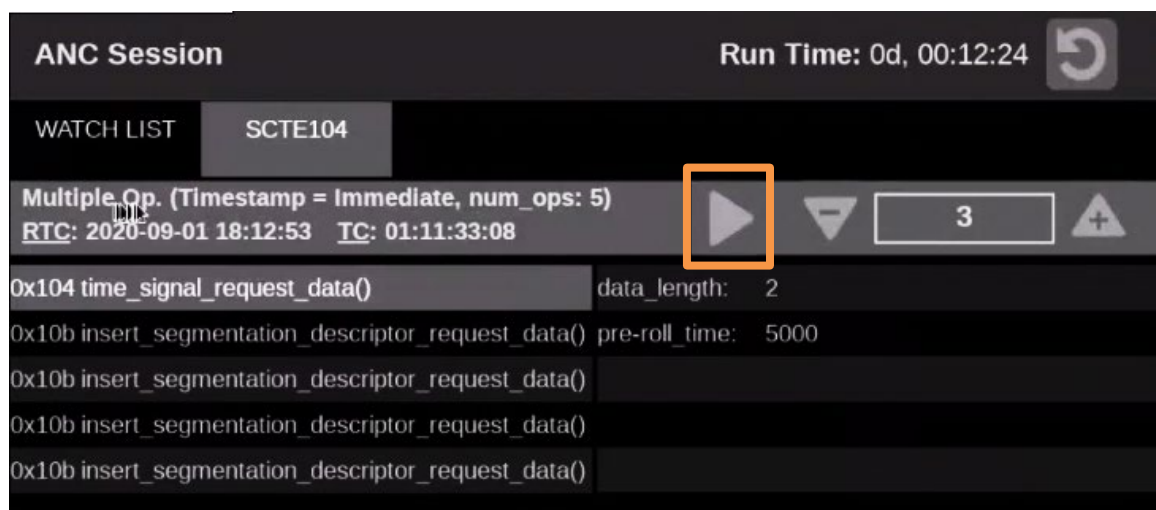 ANC Session Run Time: 0d, 00:12:24
WATCH LIST SCTE104
Multiple Op. (Timestamp = Immediate, num_ops: 5)
RTC: 2020-09-01 18:12:53 TC: 01:11:33:08
3
0x104 time_signal_request_data() data_length: 2
0x10b insert_segmentation_descriptor_request_data() pre-roll_time: 5000
0x10b insert_segmentation_descriptor_request_data()
0x10b insert_segmentation_descriptor_request_data()
0x10b insert_segmentation_descriptor_request_data()